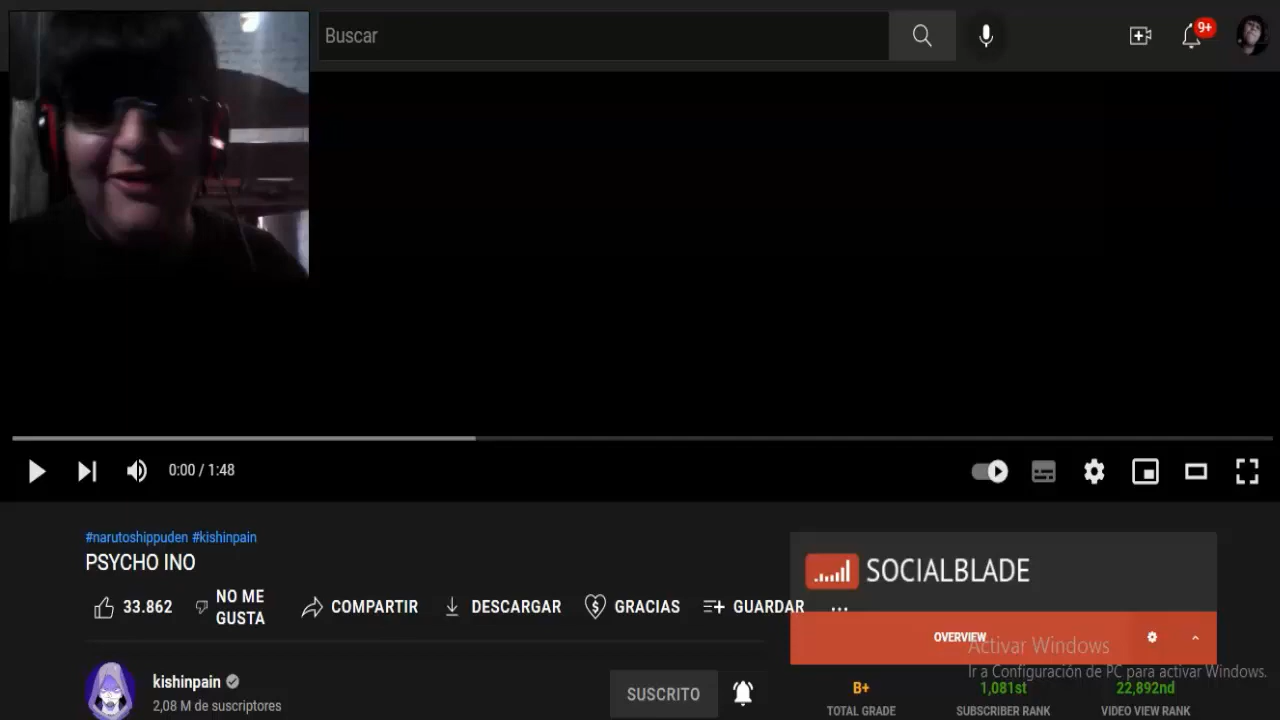 Buscar
9+
0:00 / 1:48
#narutoshippuden #kishinpain
PSYCHO INO
33.862
NO ME
GUSTA
COMPARTIR
DESCARGAR
GRACIAS
GUARDAR
...
kishinpain
2,08 M de suscriptores
SUSCRITO
SOCIALBLADE
OVERVIEW
Activar Windows
Ir a Configuración de PC para activar Windows.
B+
TOTAL GRADE
1,081st
SUBSCRIBER RANK
22,892nd
VIDEO VIEW RANK